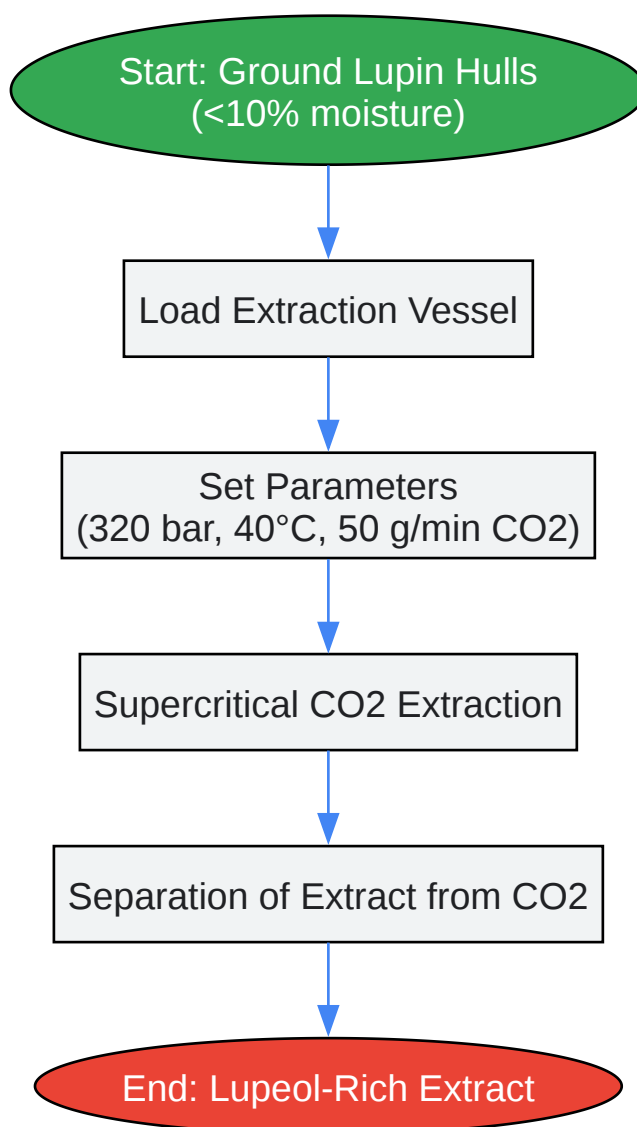 Start: Ground Lupin Hulls
(<10% moisture)
Load Extraction Vessel
Set Parameters
(320 bar, 40°C, 50 g/min CO2)
Supercritical CO2 Extraction
Separation of Extract from CO2
End: Lupeol-Rich Extract